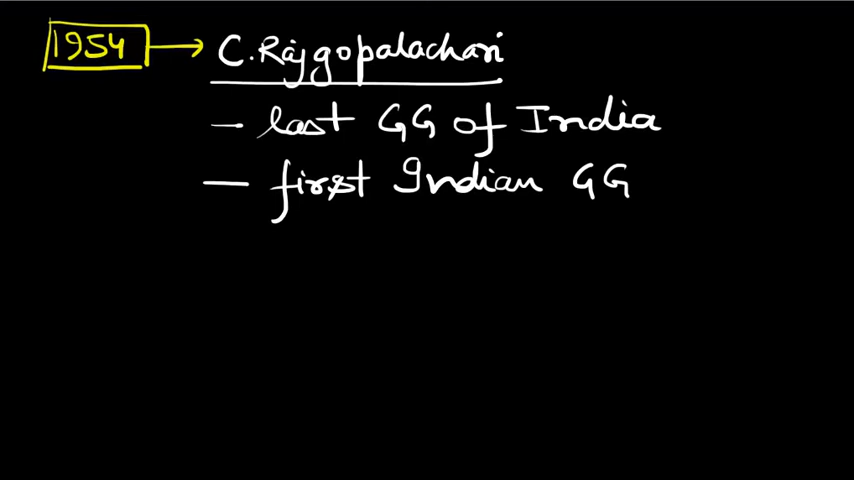 1954 → C. Rajgopalachari
- last GG of India
- first Indian GG